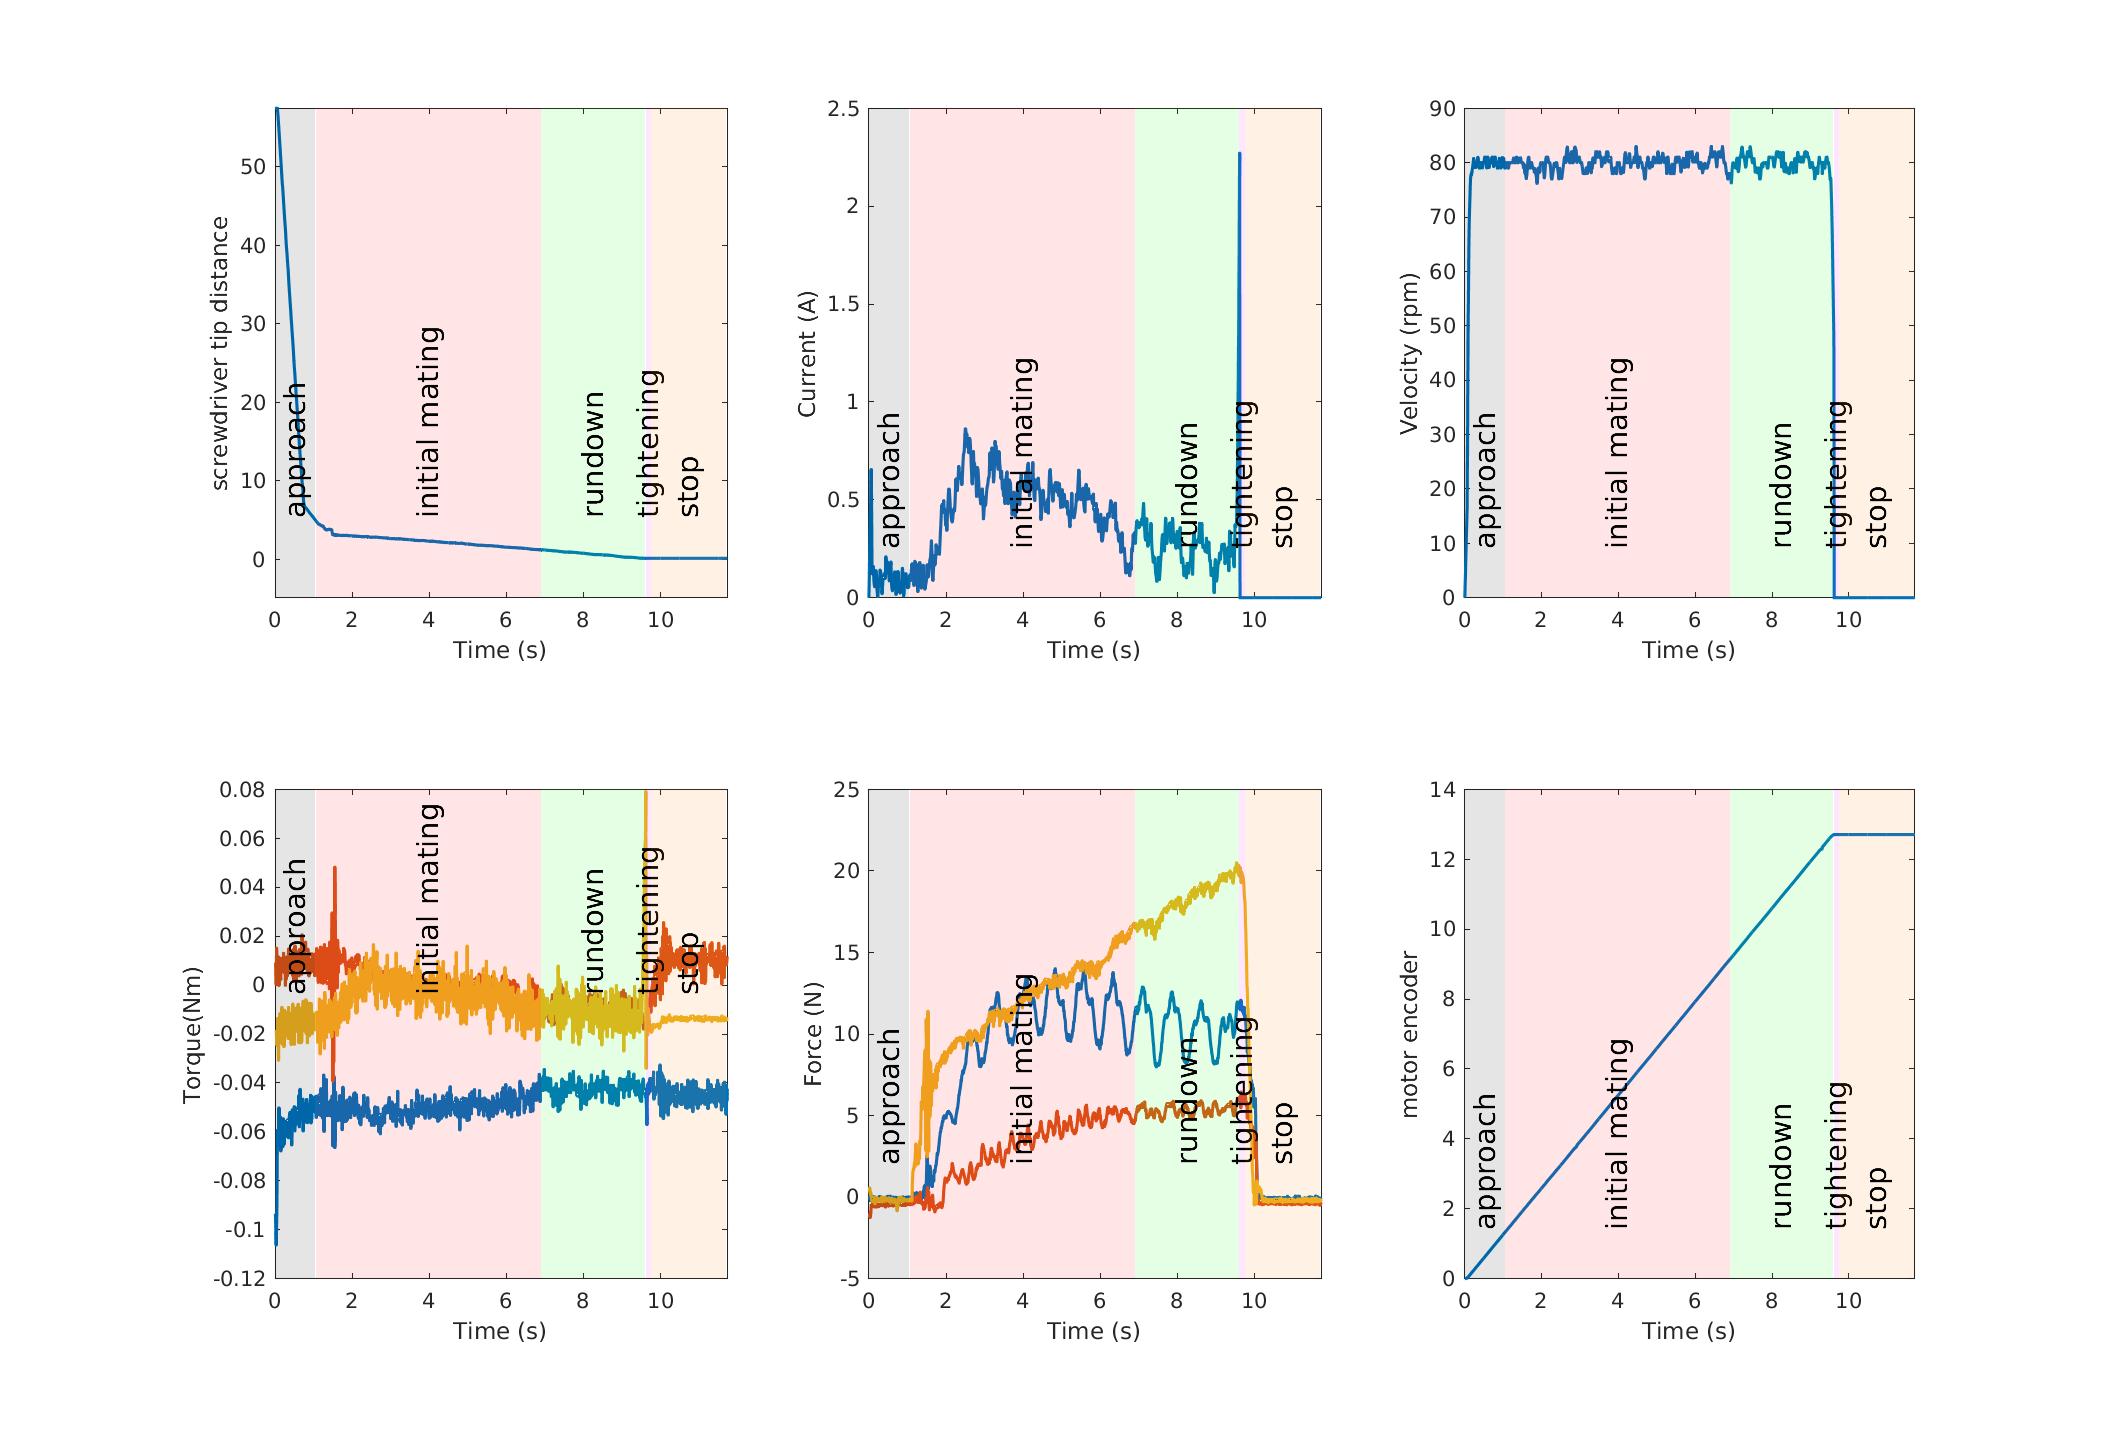 screwdriver tip distance
50
40
30
20
10
0
approach
initial mating
rundown
tightening
stop
0 2 4 6 8 10
Time (s)
Current (A)
2.5
2
1.5
1
0.5
0
approach
initial mating
rundown
tightening
stop
0 2 4 6 8 10
Time (s)
Velocity (rpm)
90
80
70
60
50
40
30
20
10
0
approach
initial mating
rundown
tightening
stop
0 2 4 6 8 10
Time (s)
Torque(Nm)
0.08
0.06
0.04
0.02
0
-0.02
-0.04
-0.06
-0.08
-0.1
-0.12
approach
initial mating
rundown
tightening
stop
0 2 4 6 8 10
Time (s)
Force (N)
25
20
15
10
5
0
-5
approach
initial mating
rundown
tightening
stop
0 2 4 6 8 10
Time (s)
motor encoder
14
12
10
8
6
4
2
0
approach
initial mating
rundown
tightening
stop
0 2 4 6 8 10
Time (s)